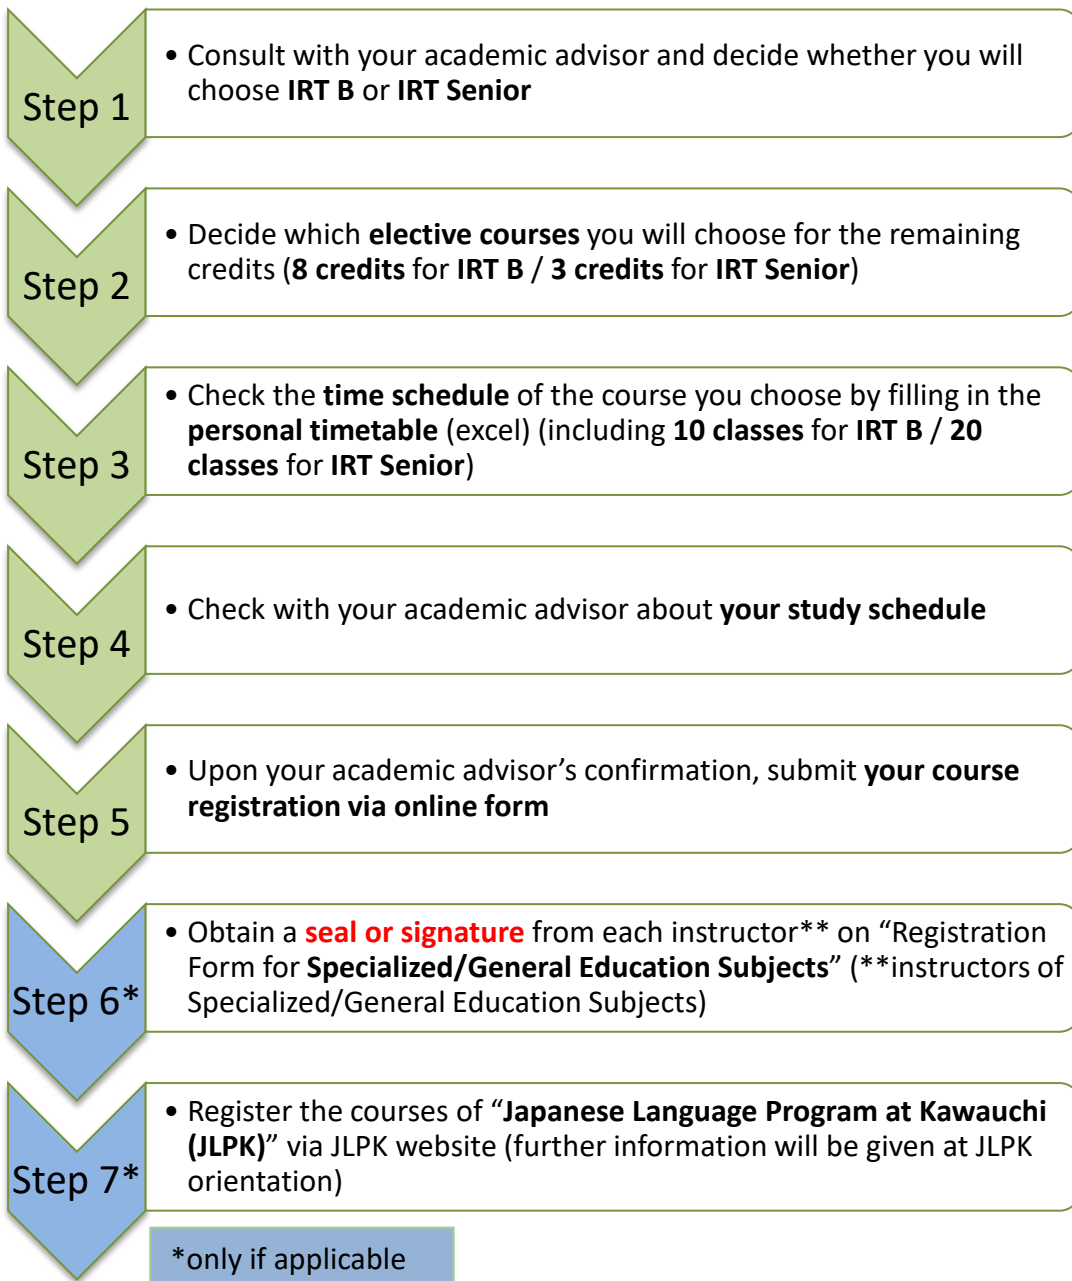 Step 1
• Consult with your academic advisor and decide whether you will
choose IRT B or IRT Senior
Step 2
• Decide which elective courses you will choose for the remaining
credits (8 credits for IRT B / 3 credits for IRT Senior)
Step 3
• Check the time schedule of the course you choose by filling in the
personal timetable (excel) (including 10 classes for IRT B / 20
classes for IRT Senior)
Step 4
• Check with your academic advisor about your study schedule
Step 5
• Upon your academic advisor’s confirmation, submit your course
registration via online form
Step 6*
• Obtain a seal or signature from each instructor** on “Registration
Form for Specialized/General Education Subjects” (**instructors of
Specialized/General Education Subjects)
Step 7*
• Register the courses of “Japanese Language Program at Kawauchi
(JLPK)” via JLPK website (further information will be given at JLPK
orientation)
*only if applicable